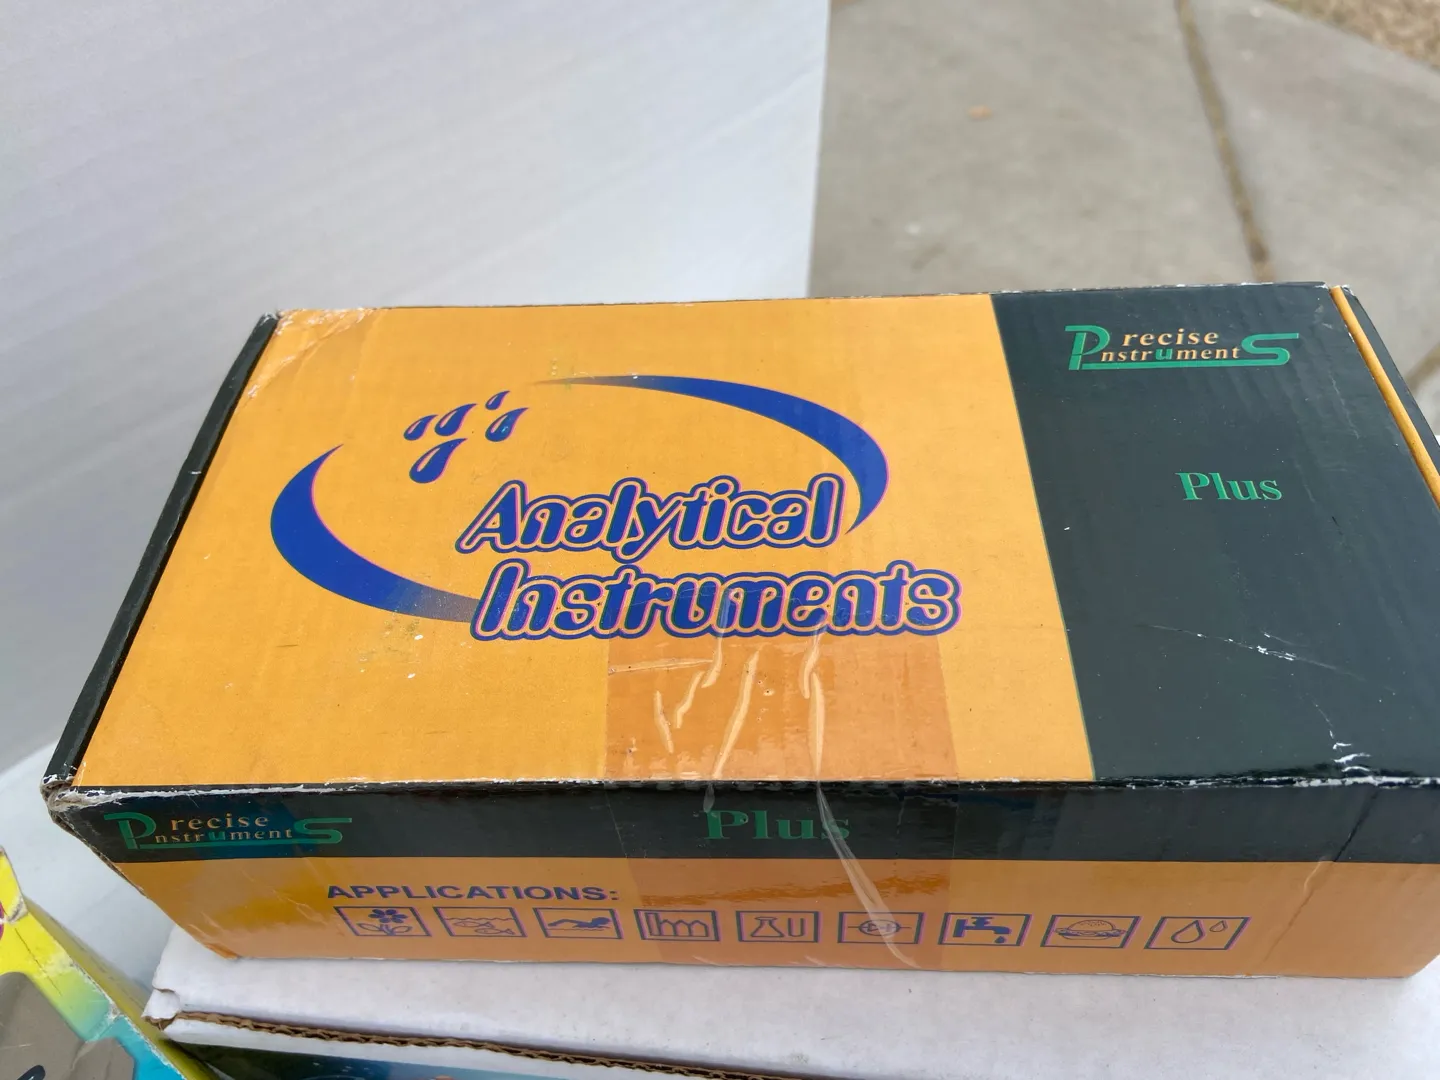 Precise
InstrumentS
Plus
Analytical
Instruments
Precise
InstrumentS
Plus
APPLICATIONS: